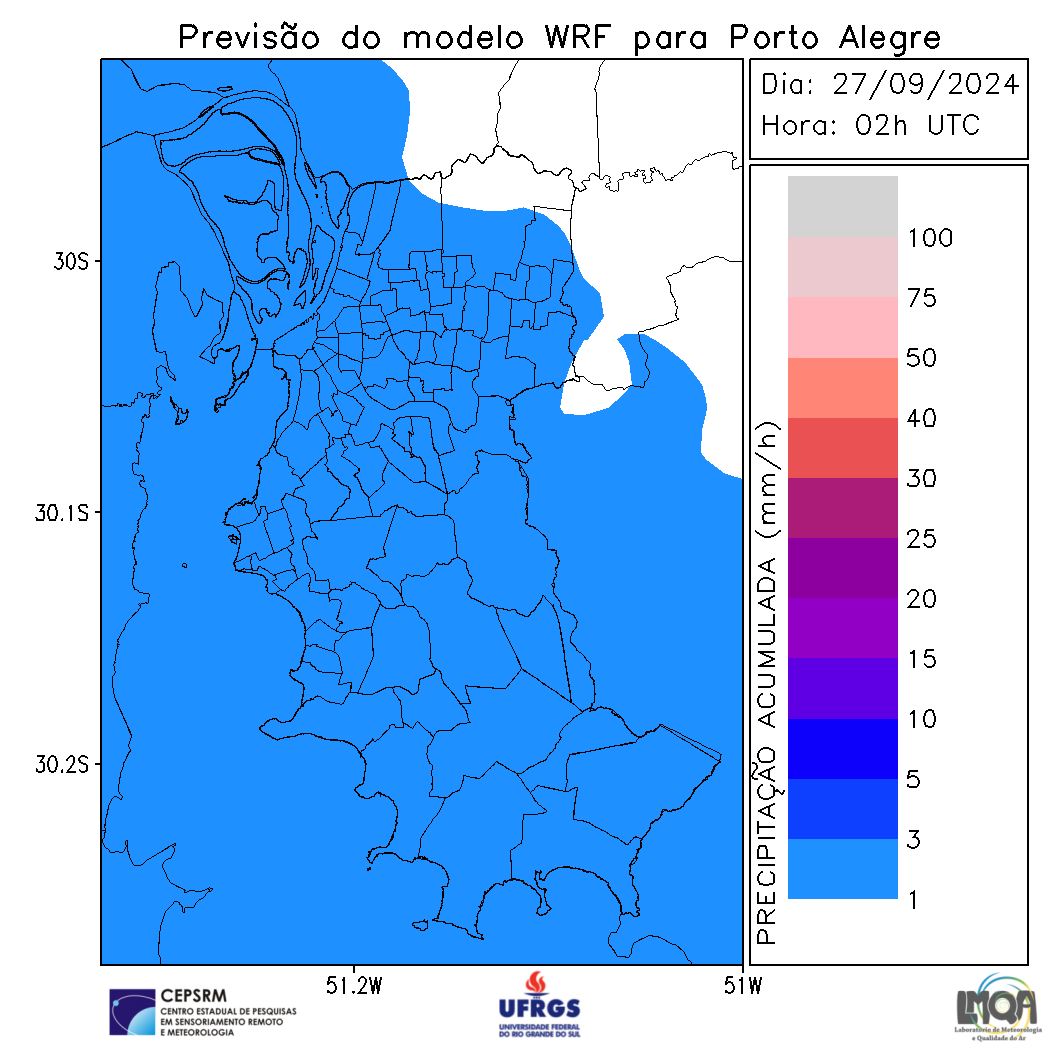 Previsão do modelo WRF para Porto Alegre
Dia: 27/09/2024
Hora: 02h UTC
30S
30.1S
30.2S
51.2W
51W
PRECIPITAÇÃO ACUMULADA (mm/h)
100
75
50
40
30
25
20
15
10
5
3
1
CEPSRM
CENTRO ESTADUAL DE PESQUISAS
EM SENSORIAMENTO REMOTO
E METEOROLOGIA
UFRGS
UNIVERSIDADE FEDERAL
DO RIO GRANDE DO SUL
LMQA
Laboratório de Meteorologia
e Qualidade do Ar